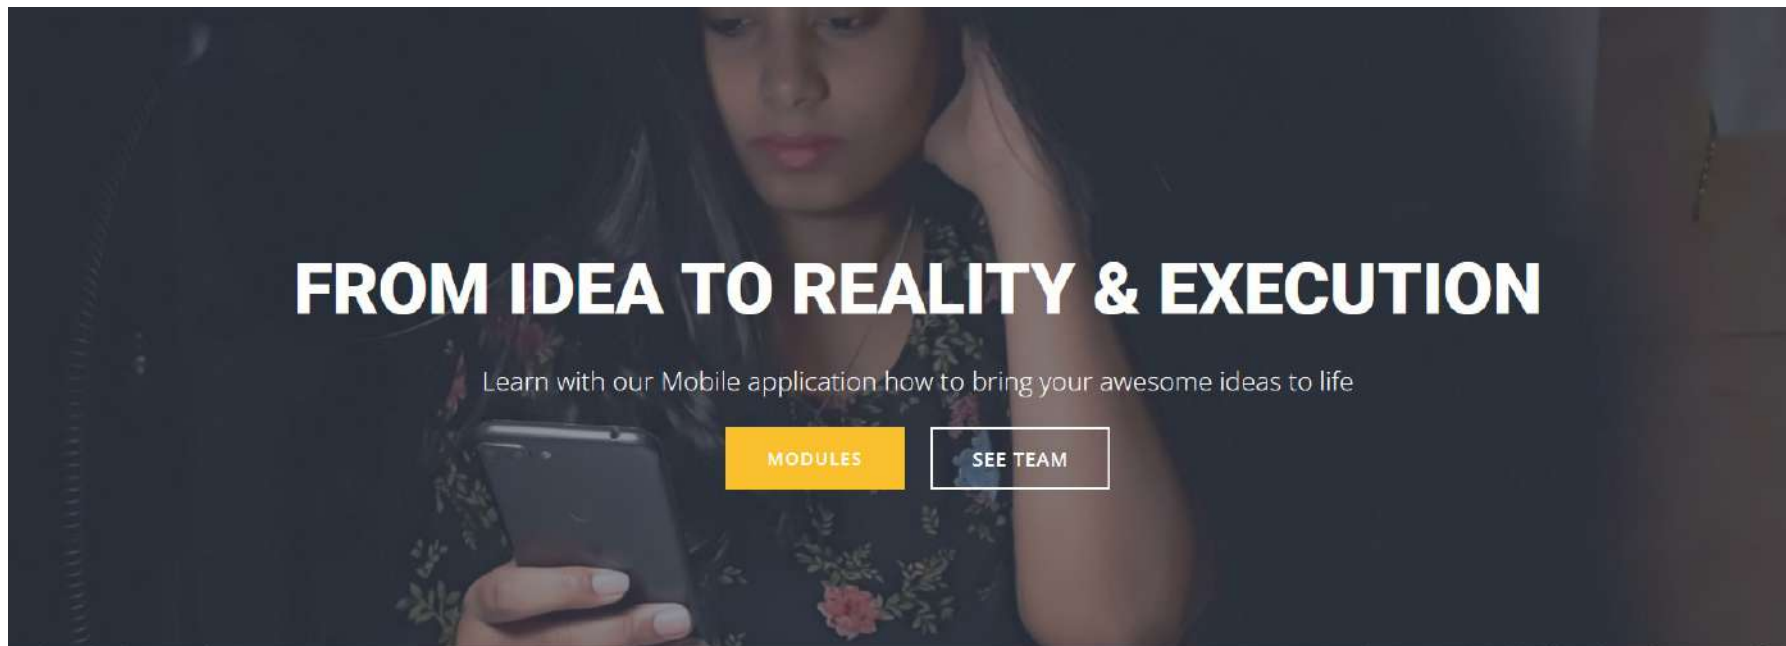 FROM IDEA TO REALITY & EXECUTION
Learn with our Mobile application how to bring your awesome ideas to life
MODULES
SEE TEAM